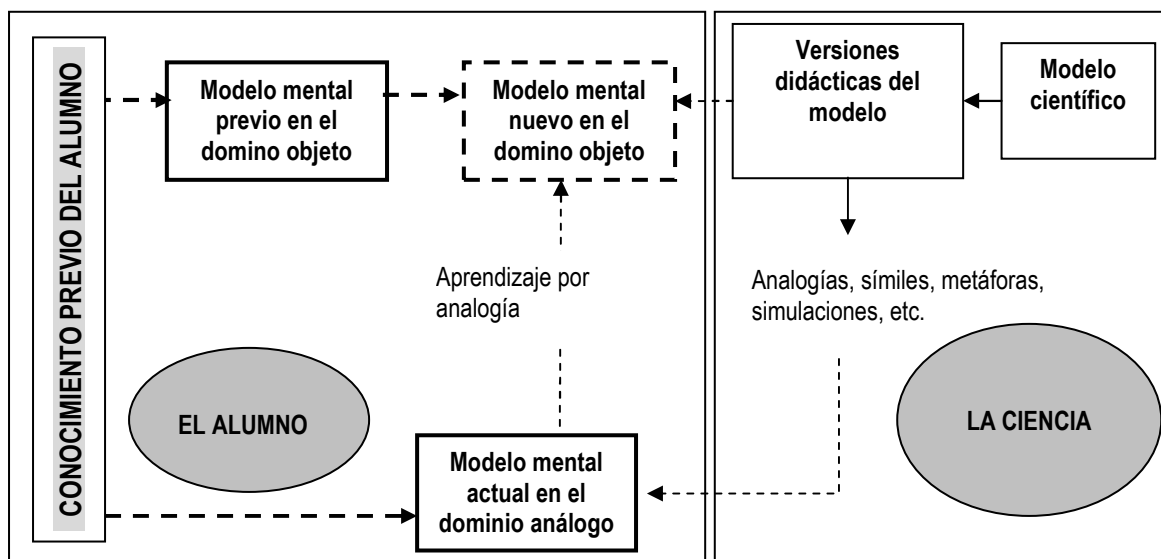 CONOCIMIENTO PREVIO DEL ALUMNO
Modelo mental
previo en el
domino objeto
Modelo mental
nuevo en el
domino objeto
Versiones
didácticas del
modelo
Modelo
científico
Aprendizaje por
analogía
Analogías, símiles, metáforas,
simulaciones, etc.
EL ALUMNO
LA CIENCIA
Modelo mental
actual en el
dominio análogo